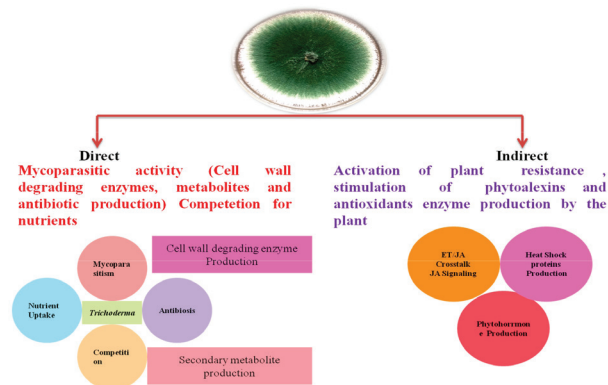 Direct
Mycoparasitic activity (Cell wall
degrading enzymes, metabolites and
antibiotic production) Competetion for
nutrients
Indirect
Activation of plant resistance ,
stimulation of phytoalexins and
antioxidants enzyme production by the
plant
Mycopara
sitism
Cell wall degrading enzyme
Production
Nutrient
Uptake
Trichoderma
Antibiosis
Competiti
on
Secondary metabolite
production
ET-JA
Crosstalk
JA Signaling
Heat Shock
proteins
Production
Phytohorrmon
e Production